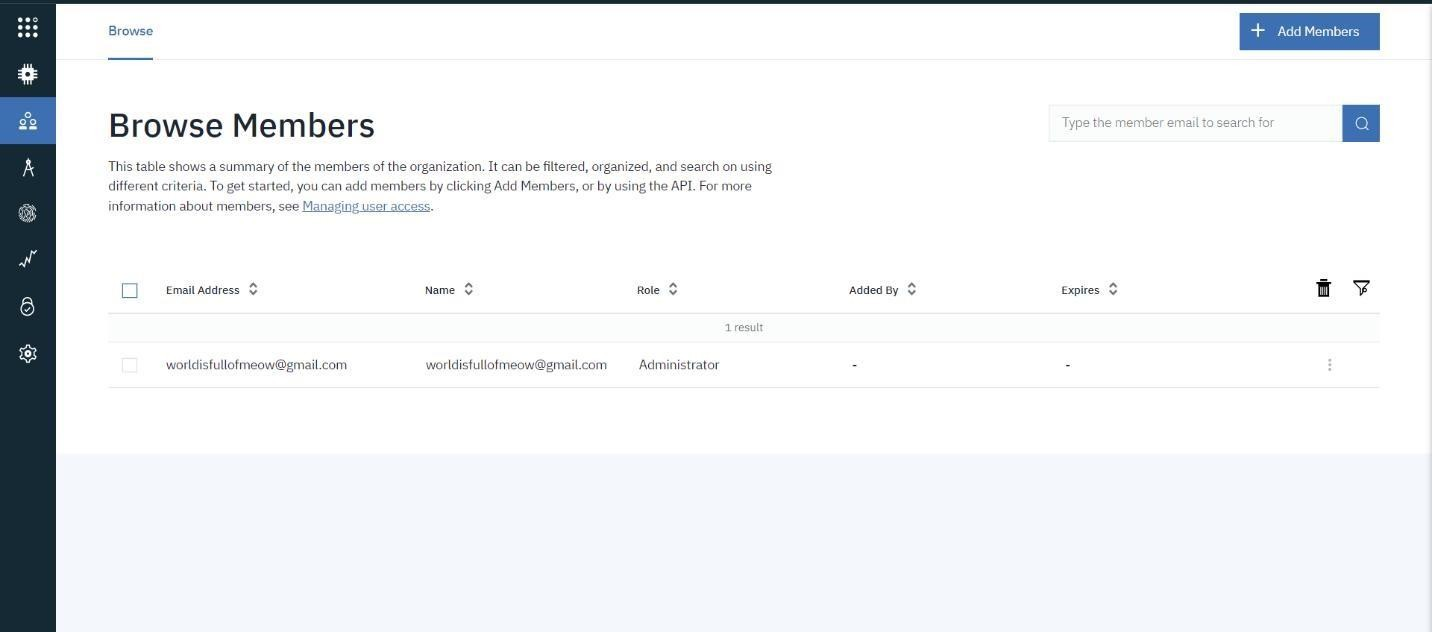 Browse
Add Members
Browse Members
Type the member email to search for
This table shows a summary of the members of the organization. It can be filtered, organized, and search on using
different criteria. To get started, you can add members by clicking Add Members, or by using the API. For more
information about members, see Managing user access.
Email Address Name Role Added By Expires
1 result
worldisfullofmeow@gmail.com worldisfullofmeow@gmail.com Administrator - -